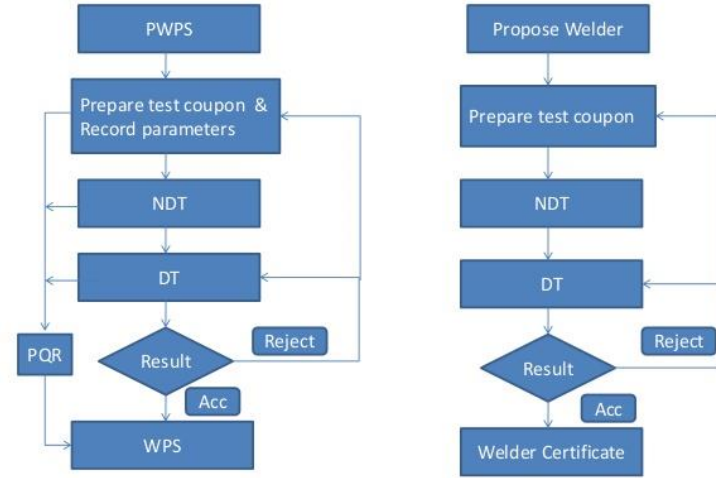 PWPS
Prepare test coupon &
Record parameters
NDT
DT
PQR
Result
Reject
Acc
WPS
Propose Welder
Prepare test coupon
NDT
DT
Result
Reject
Acc
Welder Certificate